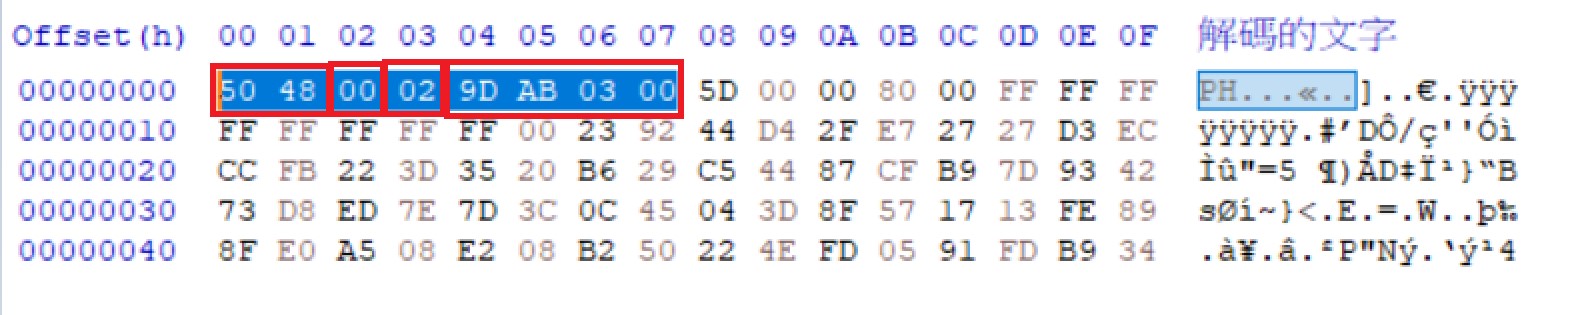 Offset(h) 00 01 02 03 04 05 06 07 08 09 0A 0B 0C 0D 0E 0F 解碼的文字
00000000 50 48 00 02 9D AB 03 00 5D 00 00 80 00 FF FF FF PH...«..]..€.ÿÿÿ
00000010 FF FF FF FF FF 00 23 92 44 D4 2F E7 27 27 D3 EC ÿÿÿÿÿ.#’DÔ/ç''Óì
00000020 CC FB 22 3D 35 20 B6 29 C5 44 87 CF B9 7D 93 42 Ìû"=5 ¶)ÅD‡Ï¹}“B
00000030 73 D8 ED 7E 7D 3C 0C 45 04 3D 8F 57 17 13 FE 89 sØí~}<.E.=.W..þ‰
00000040 8F E0 A5 08 E2 08 B2 50 22 4E FD 05 91 FD B9 34 .à¥.â.²P"Ný.‘ý¹4